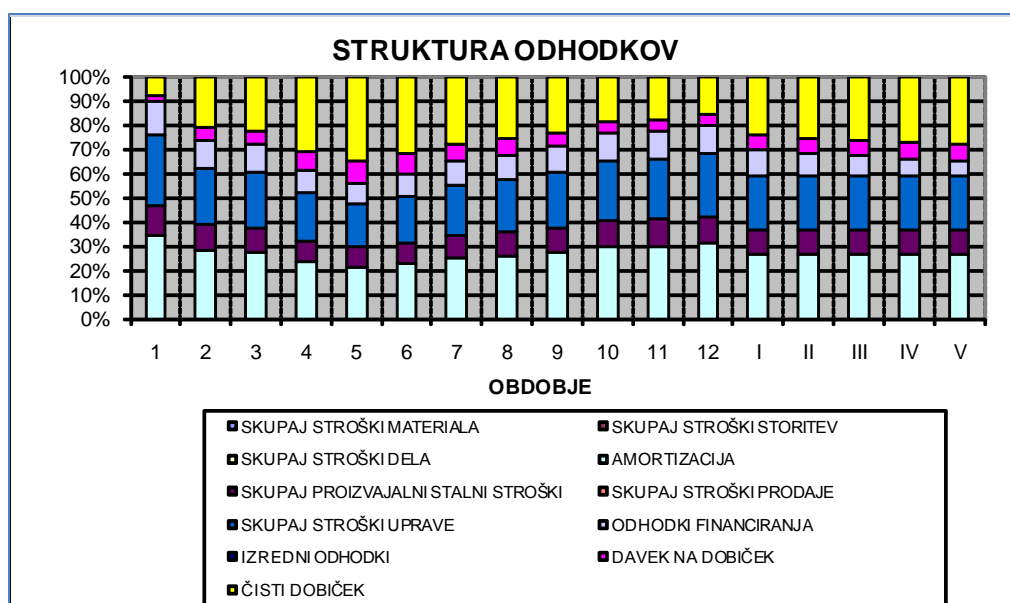 STRUKTURA ODHODKOV
100%
90%
80%
70%
60%
50%
40%
30%
20%
10%
0%
1 2 3 4 5 6 7 8 9 10 11 12 I II III IV V
OBDOBJE
SKUPAJ STROŠKI MATERIALA SKUPAJ STROŠKI STORITEV
SKUPAJ STROŠKI DELA AMORTIZACIJA
SKUPAJ PROIZVAJALNI STALNI STROŠKI SKUPAJ STROŠKI PRODAJE
SKUPAJ STROŠKI UPRAVE ODHODKI FINANCIRANJA
IZREDNI ODHODKI DAVEK NA DOBIČEK
ČISTI DOBIČEK